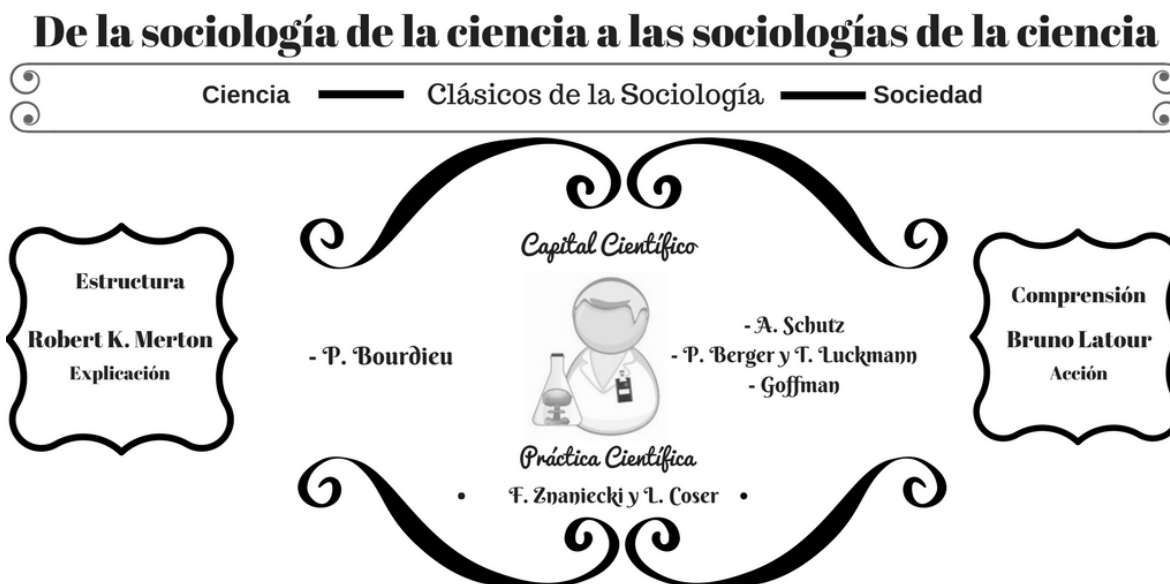 De la sociología de la ciencia a las sociologías de la ciencia
Ciencia Clásicos de la Sociología Sociedad
Estructura
Robert K. Merton
Explicación
Capital Científico
- P. Bourdieu
- A. Schutz
- P. Berger y T. Luckmann
- Goffman
Práctica Científica
• F. Znaniecki y L. Coser •
Comprensión
Bruno Latour
Acción